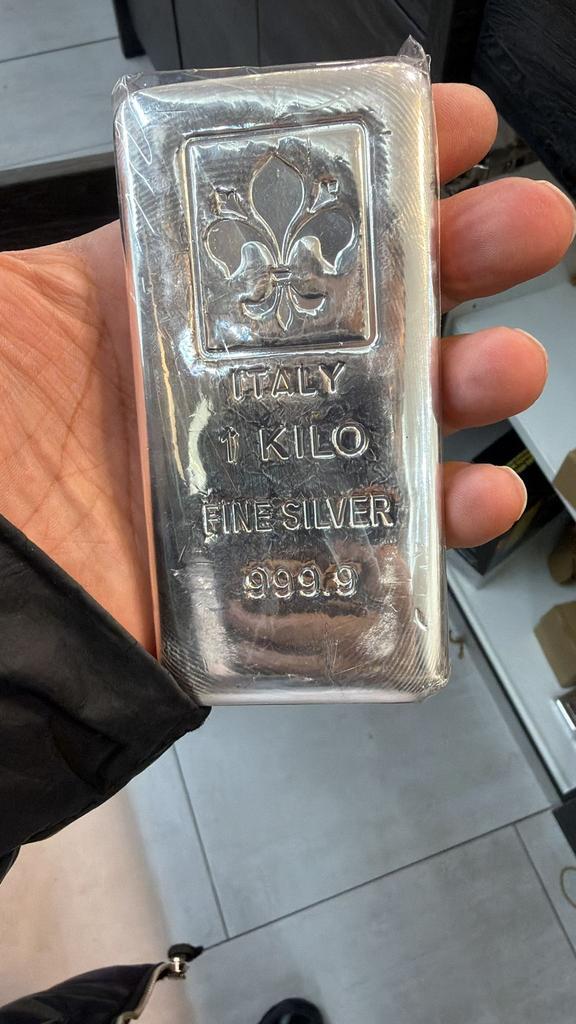 ITALY
1 KILO
FINE SILVER
999.9